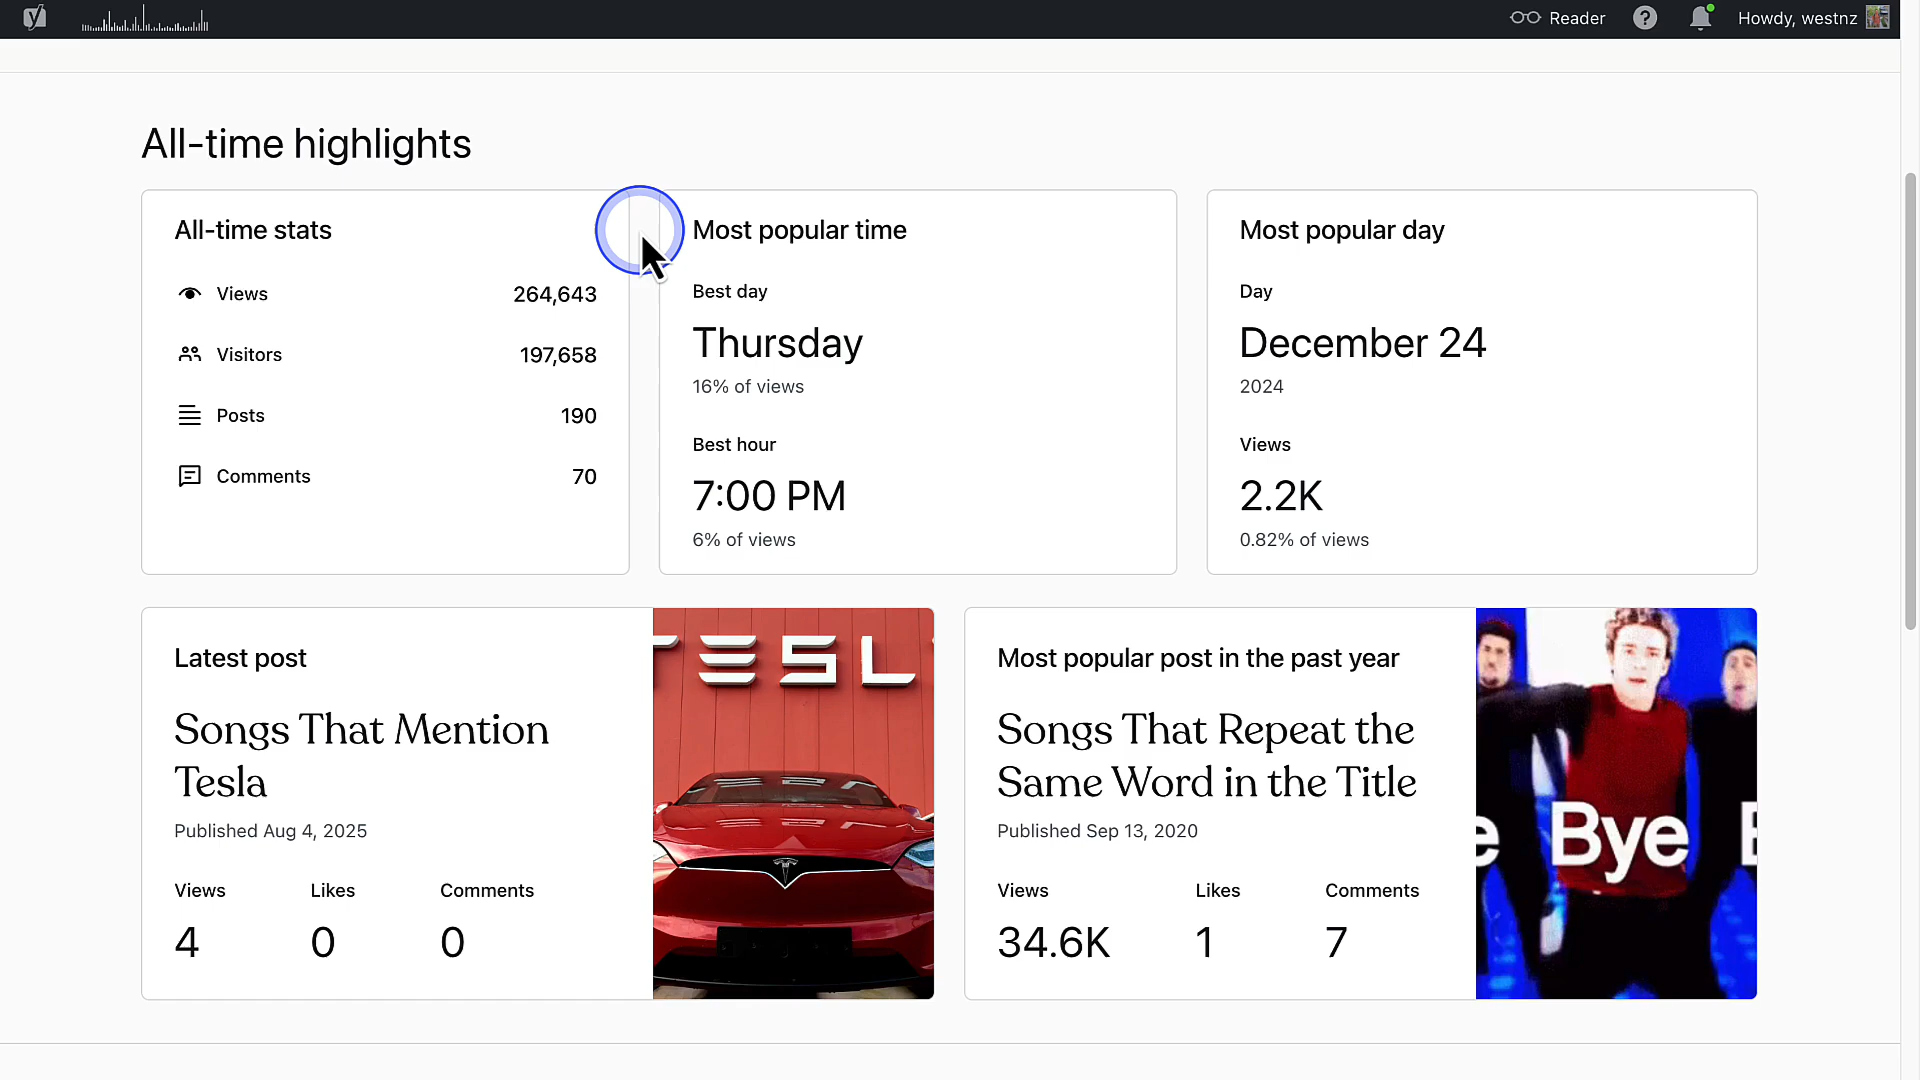 Reader
Howdy, westnz
All-time highlights
All-time stats
Views 264,643
Visitors 197,658
Posts 190
Comments 70
Most popular time
Best day
Thursday
16% of views
Best hour
7:00 PM
6% of views
Most popular day
Day
December 24
2024
Views
2.2K
0.82% of views
Latest post
Songs That Mention
Tesla
Published Aug 4, 2025
Views Likes Comments
4 0 0
TESL
Most popular post in the past year
Songs That Repeat the
Same Word in the Title
Published Sep 13, 2020
Views Likes Comments
34.6K 1 7
e Bye B